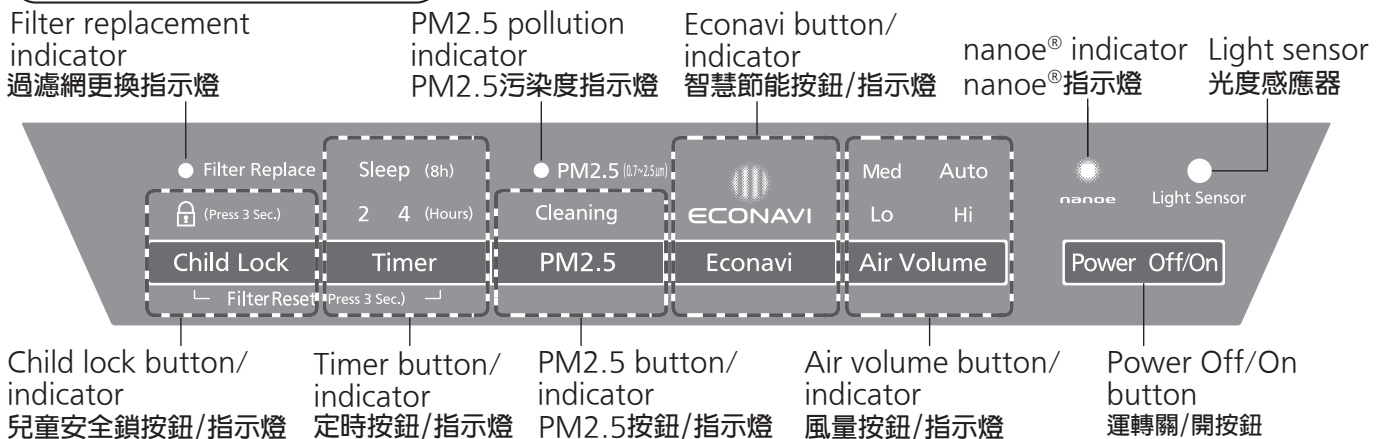 Filter replacement
indicator
過濾網更換指示燈
PM2.5 pollution
indicator
PM2.5污染度指示燈
Econavi button/
indicator
智慧節能按鈕/指示燈
nanoe® indicator
nanoe®指示燈
Light sensor
光度感應器
Filter Replace
Sleep (8h)
PM2.5 (0.7~2.5µm)
Med Auto
(Press 3 Sec.)
2 4 (Hours)
Cleaning
ECONAVI
Lo Hi
nanoe
Light Sensor
Child Lock
Timer
PM2.5
Econavi
Air Volume
Power Off/On
Filter Reset (Press 3 Sec.)
Child lock button/
indicator
兒童安全鎖按鈕/指示燈
Timer button/
indicator
定時按鈕/指示燈
PM2.5 button/
indicator
PM2.5按鈕/指示燈
Air volume button/
indicator
風量按鈕/指示燈
Power Off/On
button
運轉關/開按鈕